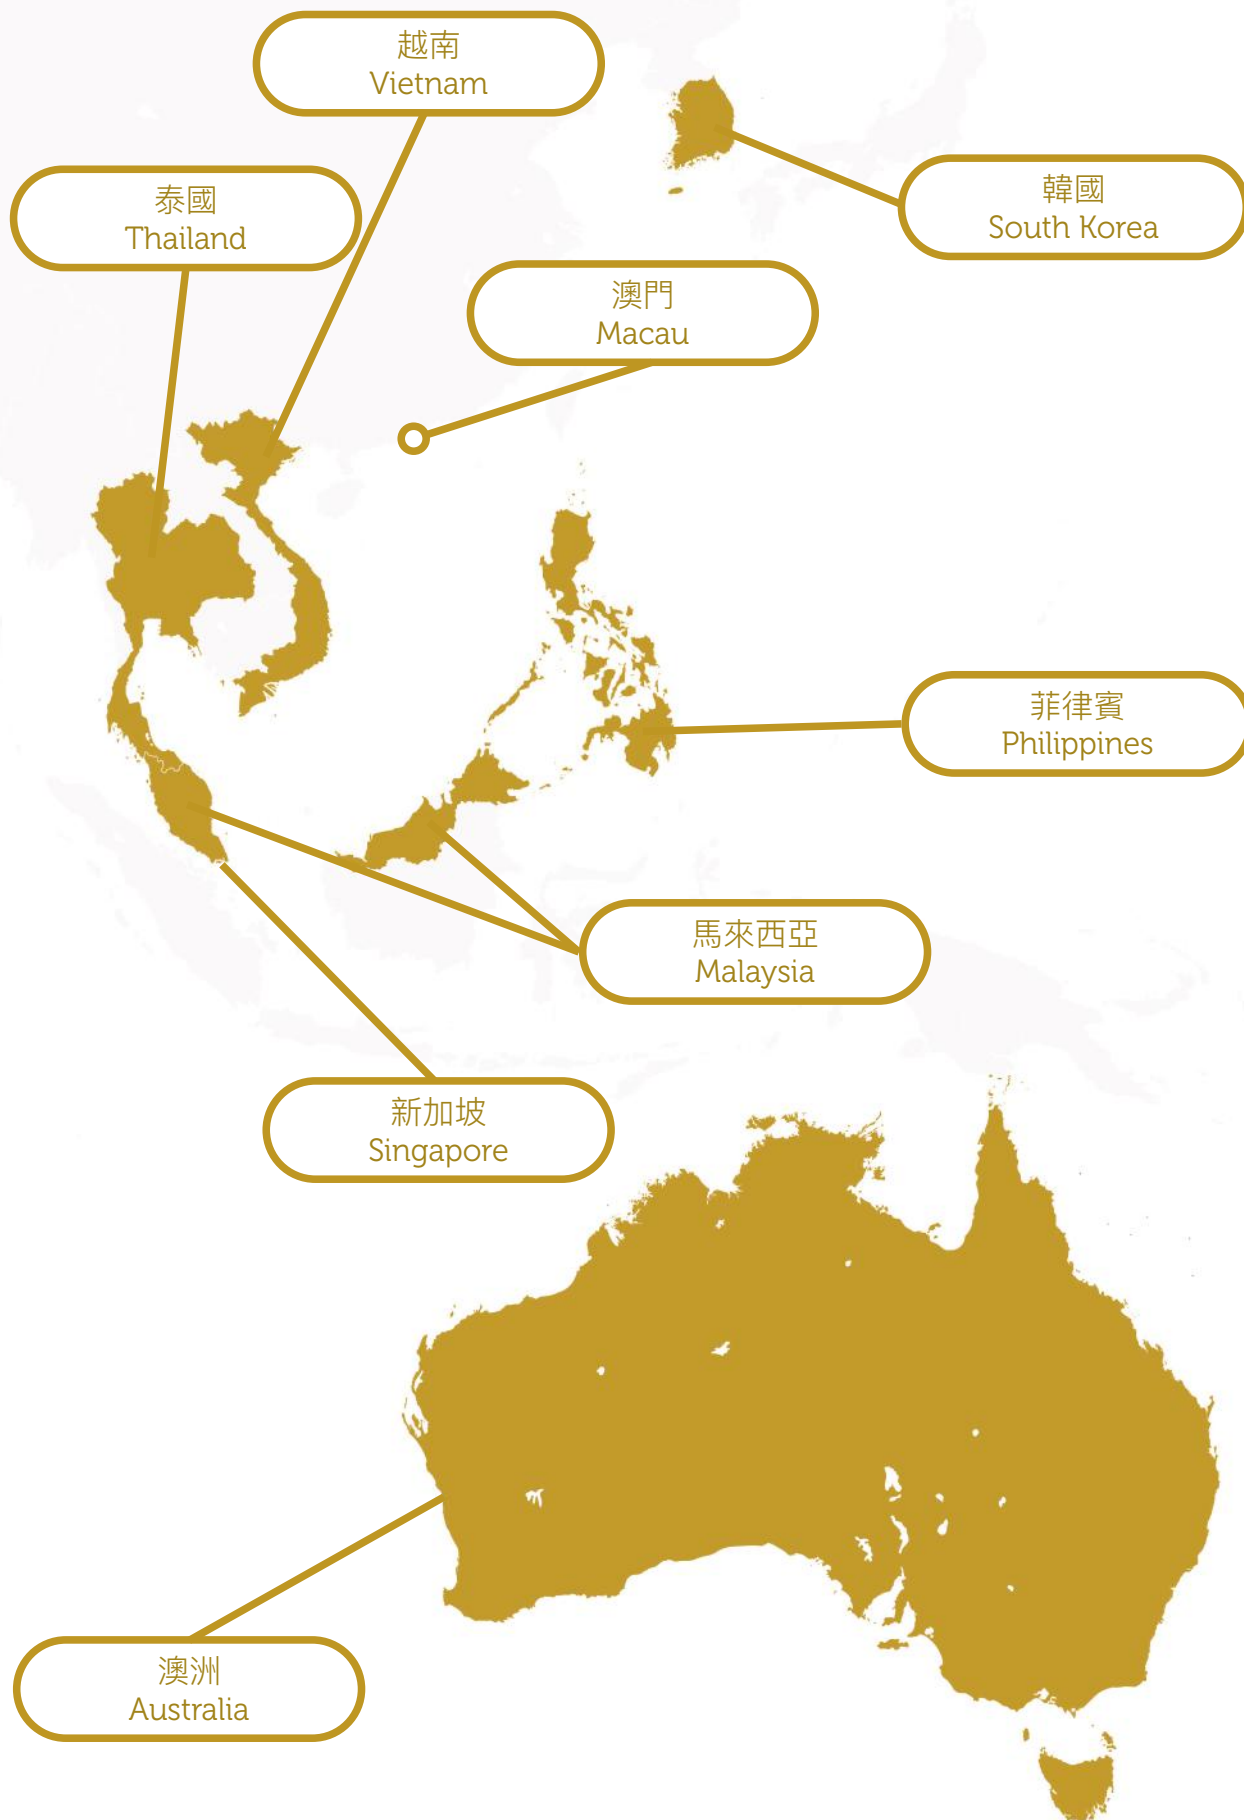 越南
Vietnam
泰國
Thailand
韓國
South Korea
澳門
Macau
菲律賓
Philippines
馬來西亞
Malaysia
新加坡
Singapore
澳洲
Australia